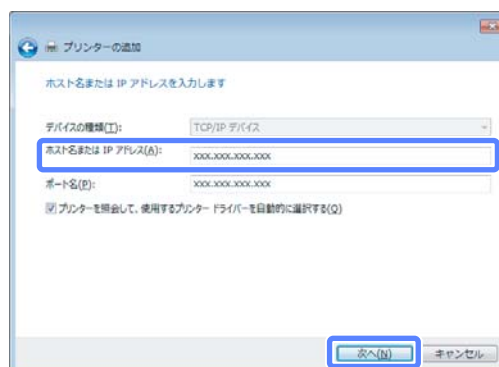 プリンターの追加
ホスト名または IP アドレスを入力します
デバイスの種類(T): TCP/IP デバイス
ホスト名または IP アドレス(A): xxx.xxx.xxx.xxx
ポート名(P): xxx.xxx.xxx.xxx
プリンターを照会して、使用するプリンター ドライバーを自動的に選択する(Q)
次へ(N) キャンセル